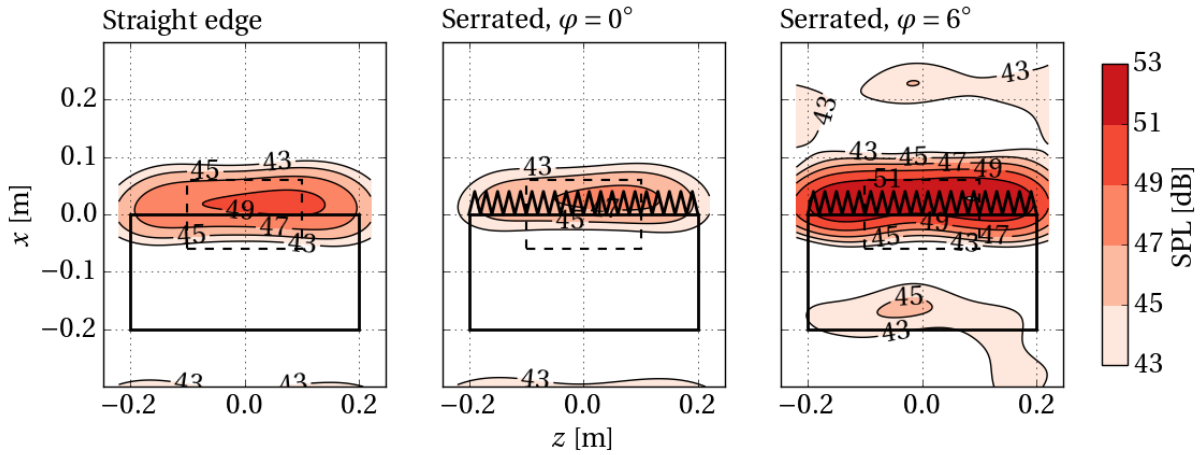 Straight edge
Serrated, φ = 0°
Serrated, φ = 6°
0.2
0.1
0.0
−0.1
−0.2
x [m]
45 43
49
45 47 43
43 43
−0.2 0.0 0.2
43 45
45 47
43 43
−0.2 0.0 0.2
z [m]
43
43
43 45 47 49
51
45 49 43 47
45
43
−0.2 0.0 0.2
53
51
49
47
45
43
SPL [dB]